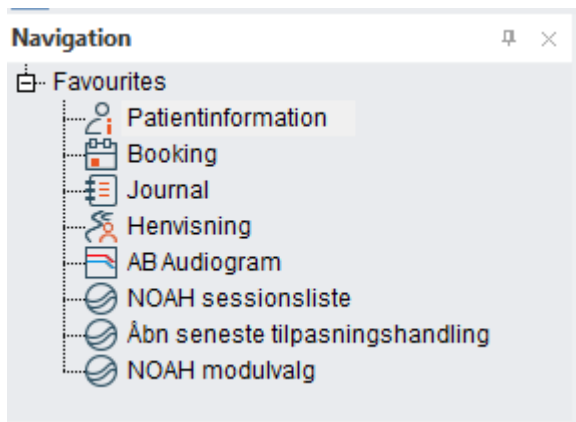 Navigation
Favourites
Patientinformation
Booking
Journal
Henvisning
AB Audiogram
NOAH sessionsliste
Åbn seneste tilpasningshandling
NOAH modulvalg